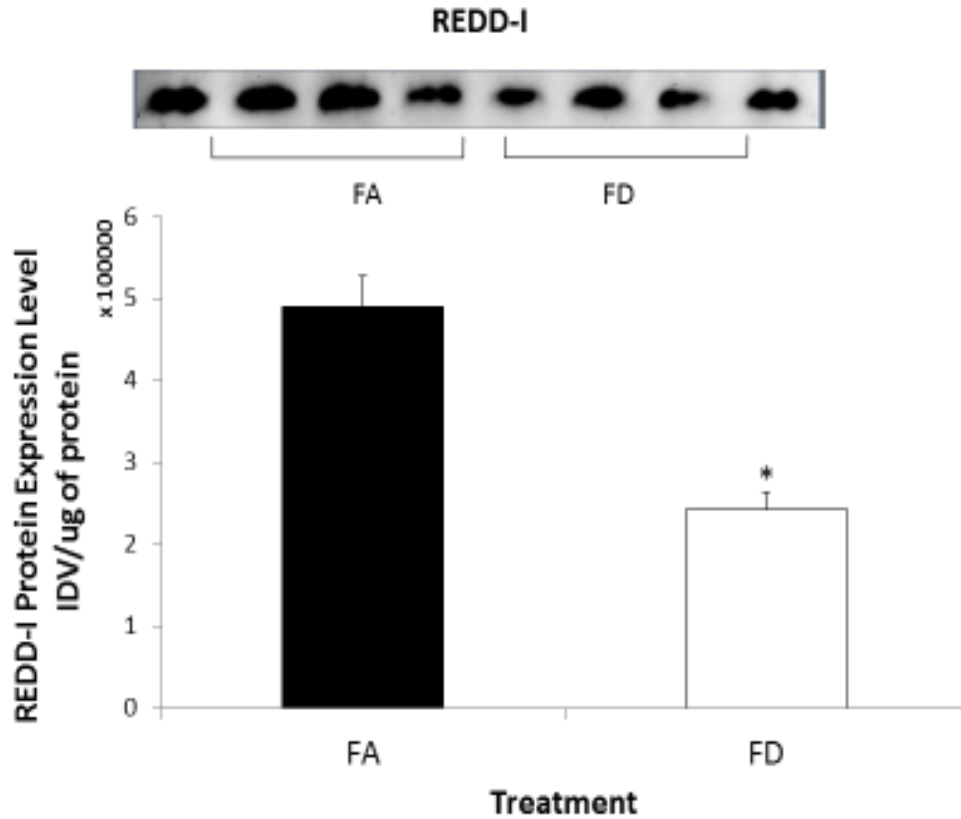 REDD-I
FA FD
x 100000
6
5
4
3
2
1
0
REDD-I Protein Expression Level
IDV/ug of protein
*
FA FD
Treatment